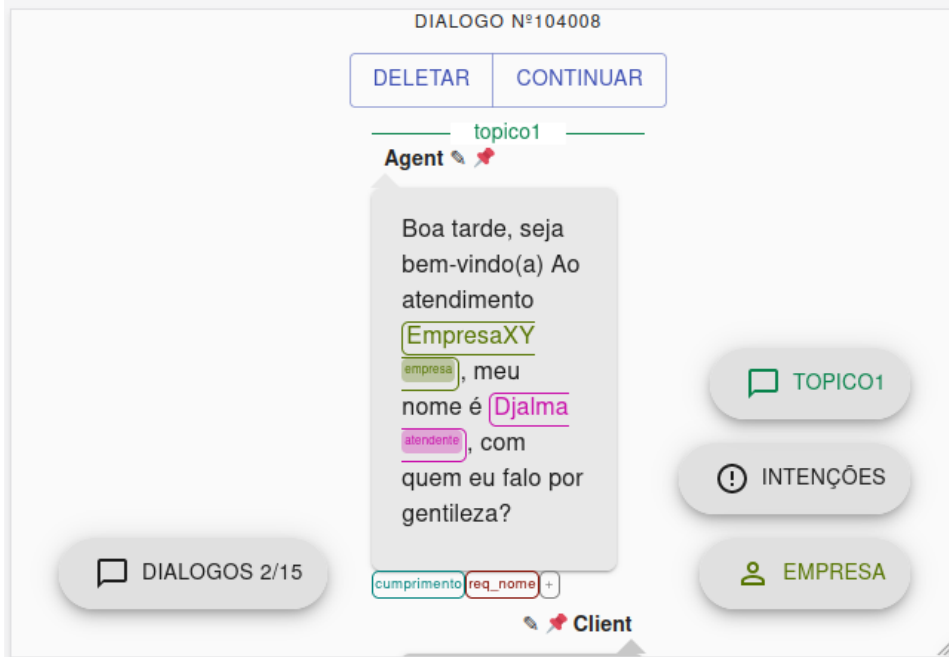 DIALOGO Nº104008
DELETAR CONTINUAR
topico1
Agent
Boa tarde, seja
bem-vindo(a) Ao
atendimento
EmpresaXY
empresa, meu
nome é Djalma
atendente, com
quem eu falo por
gentileza?
cumprimento req_nome +
Client
TOPICO1
INTENÇÕES
EMPRESA
DIALOGOS 2/15